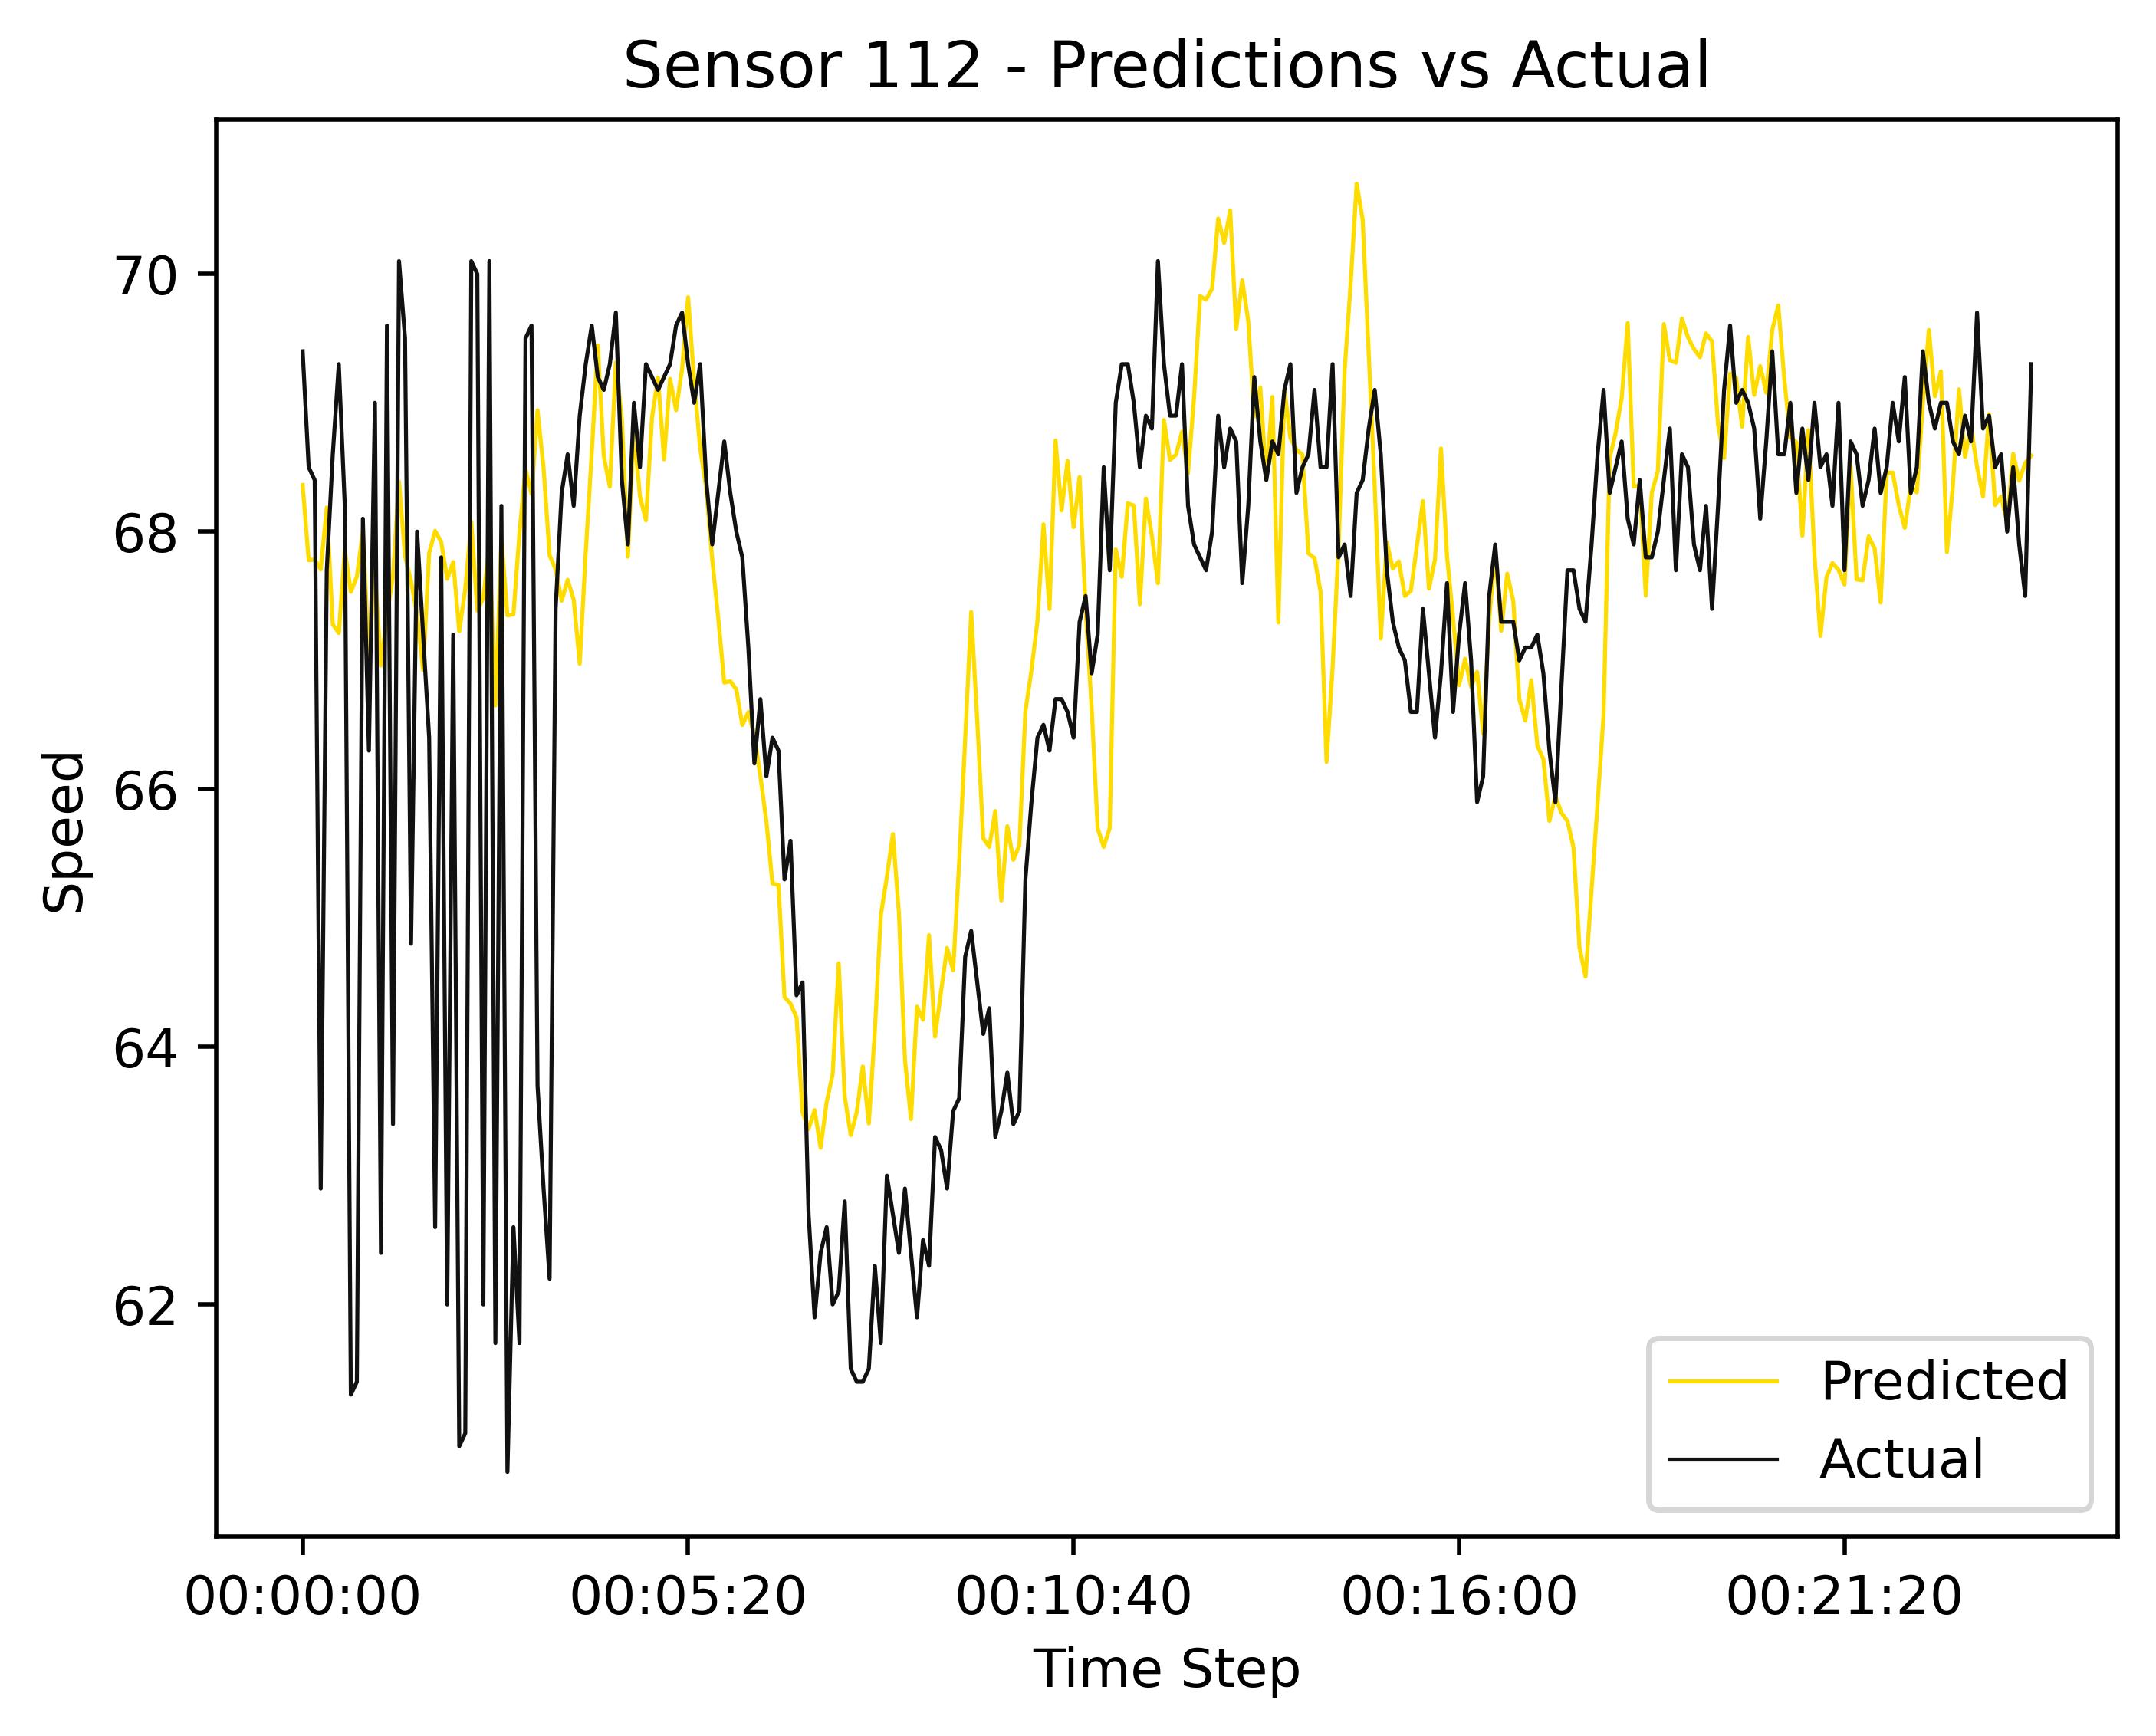 Sensor 112 - Predictions vs Actual
70
68
66
64
62
Speed
Predicted
Actual
00:00:00 00:05:20 00:10:40 00:16:00 00:21:20
Time Step